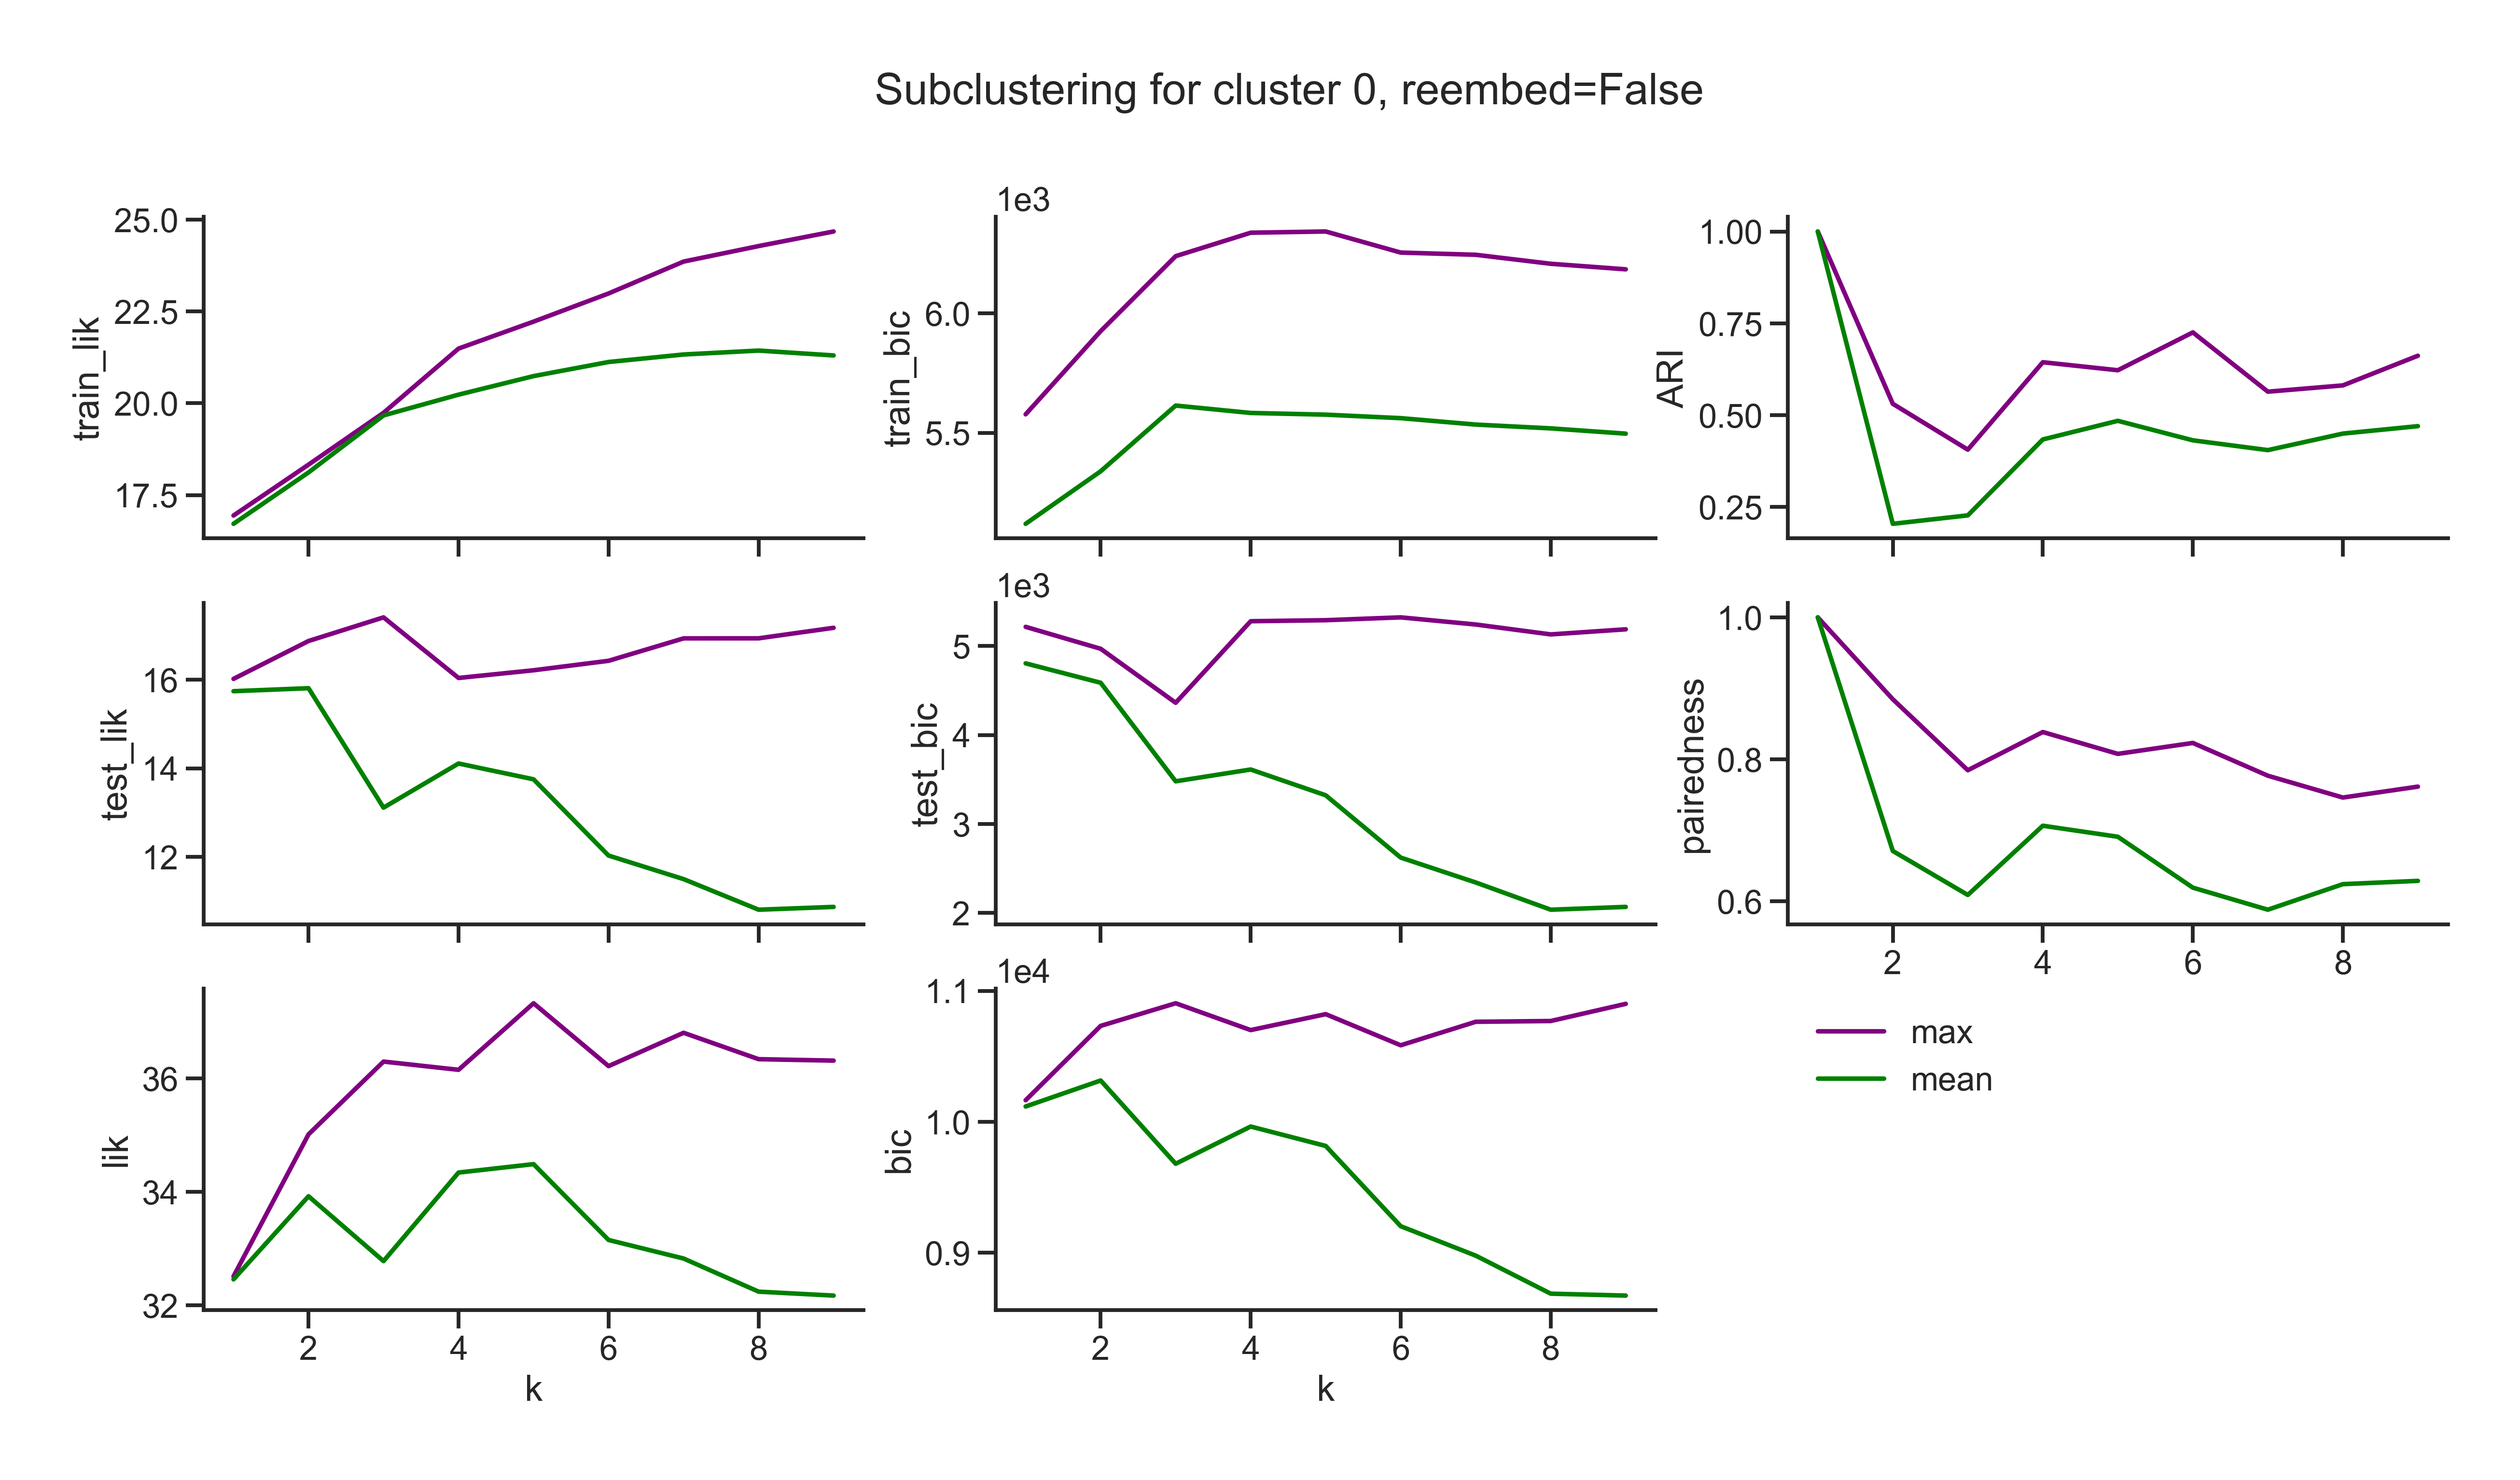 Subclustering for cluster 0, reembed=False
train_lik
25.0
22.5
20.0
17.5
1e3
train_bic
6.0
5.5
ARI
1.00
0.75
0.50
0.25
test_lik
16
14
12
1e3
test_bic
5
4
3
2
pairedness
1.0
0.8
0.6
2 4 6 8
lik
36
34
32
2 4 6 8
k
1e4
bic
1.1
1.0
0.9
2 4 6 8
k
max
mean